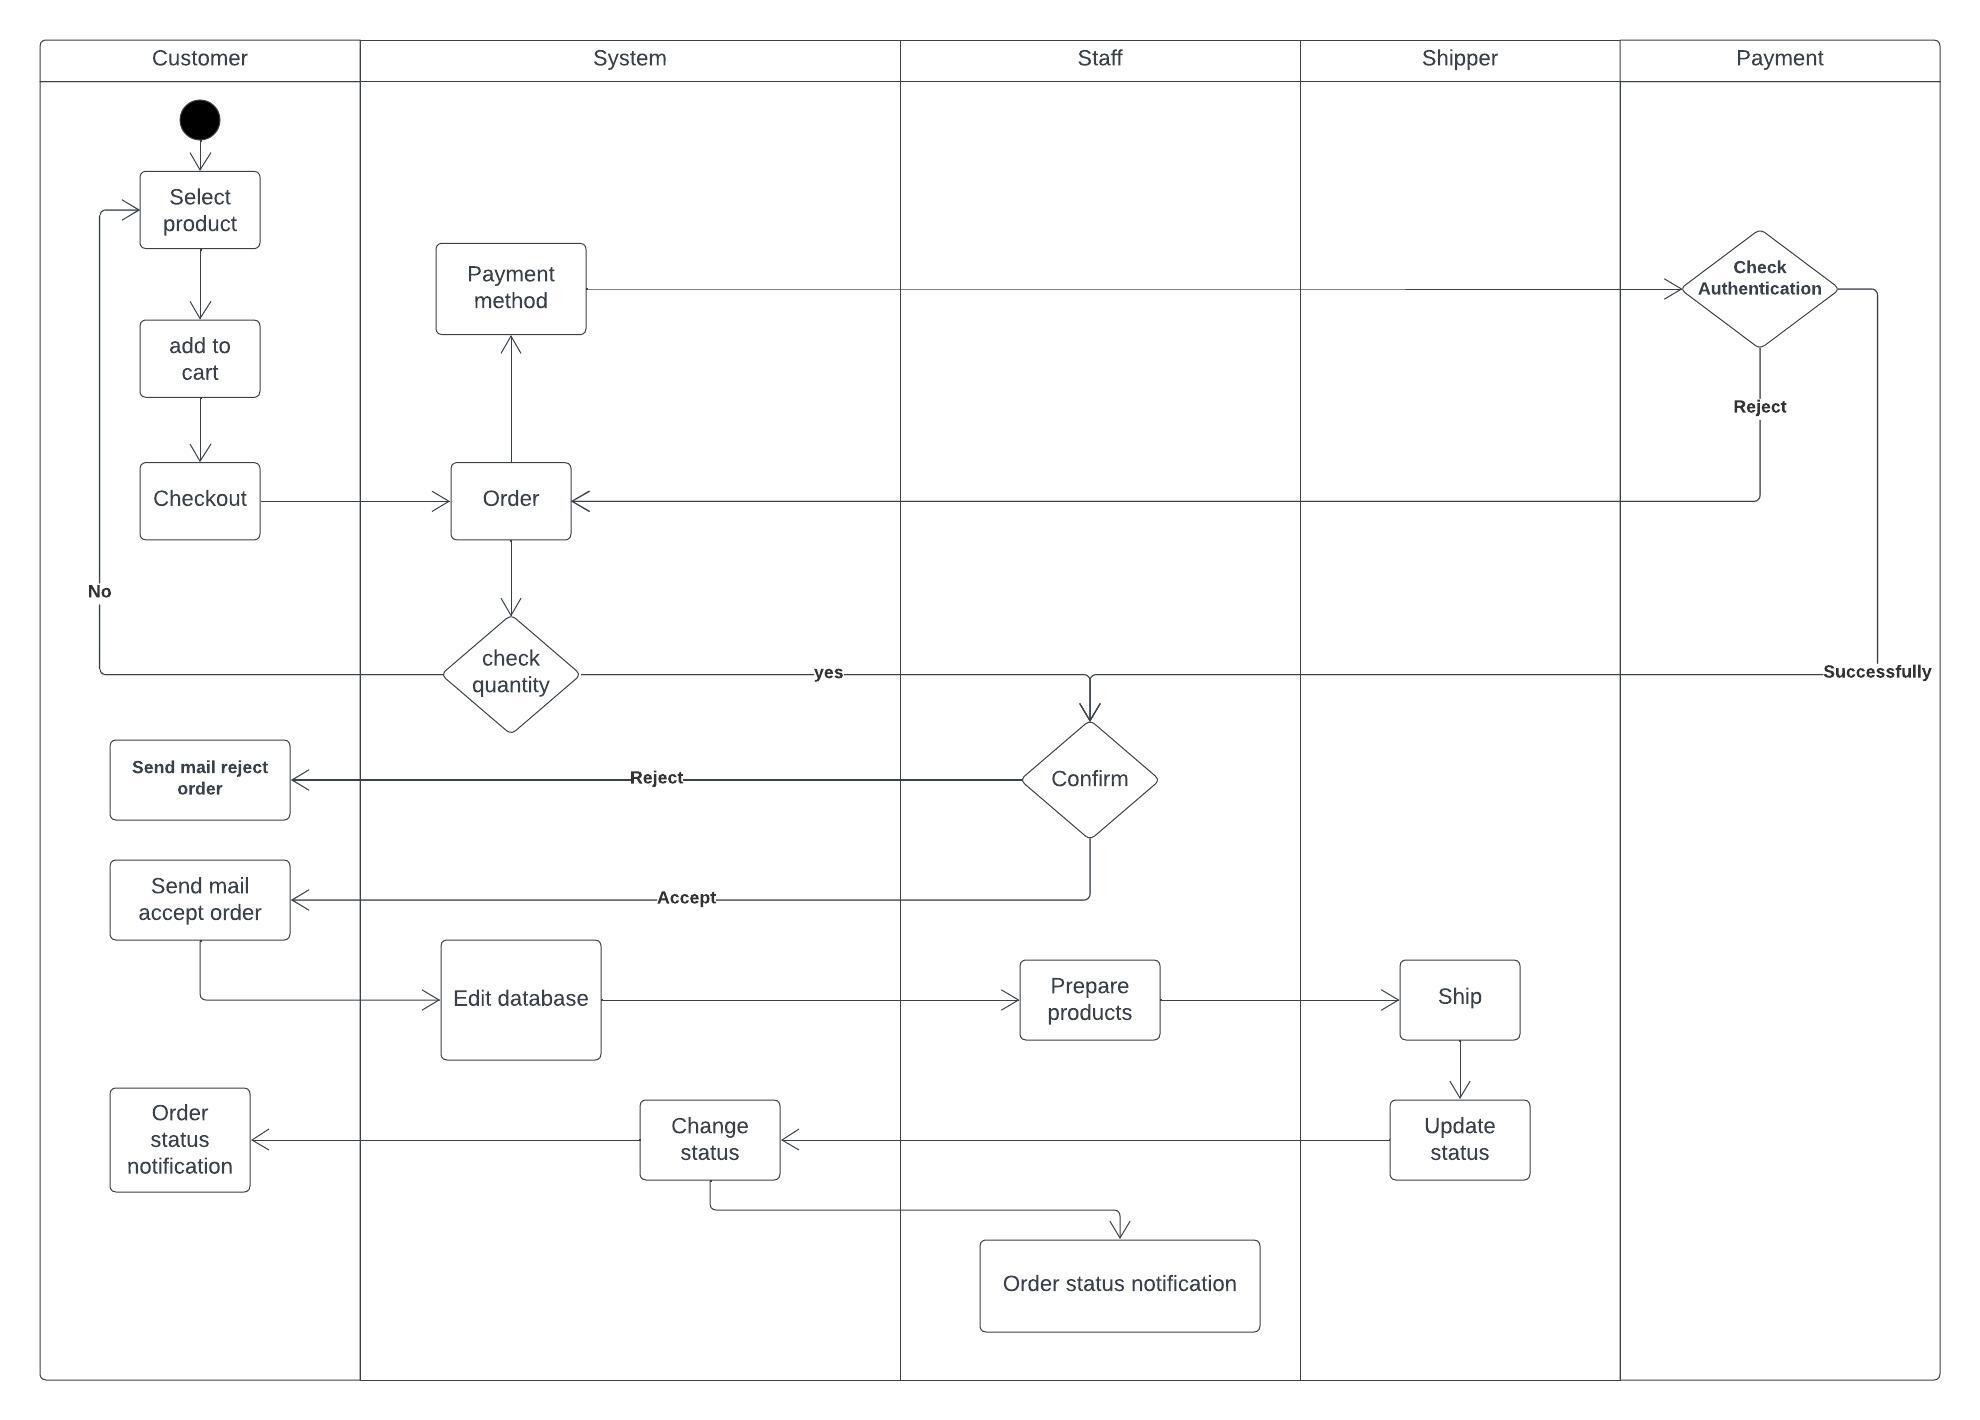 Customer
System
Staff
Shipper
Payment
Select
product
Payment
method
Check
Authentication
add to
cart
Reject
Checkout
Order
No
check
quantity
yes
Successfully
Send mail reject
order
Reject
Confirm
Send mail
accept order
Accept
Edit database
Prepare
products
Ship
Order
status
notification
Change
status
Update
status
Order status notification